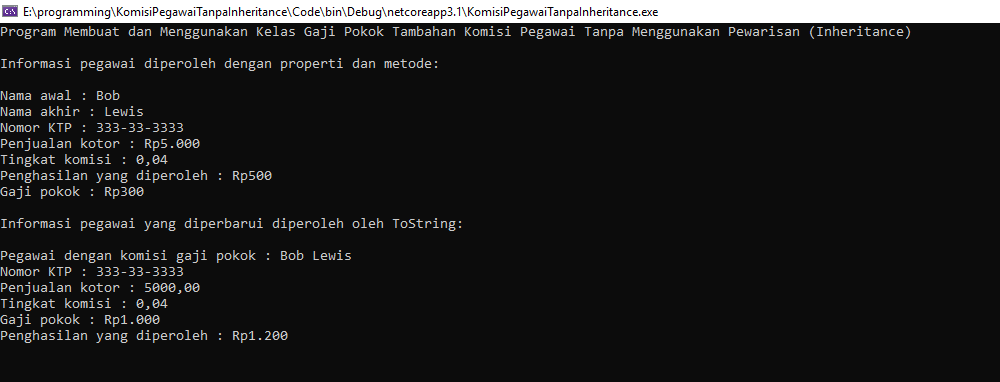 E:\programming\KomisiPegawaiTanpaInheritance\Code\bin\Debug\netcoreapp3.1\KomisiPegawaiTanpaInheritance.exe
Program Membuat dan Menggunakan Kelas Gaji Pokok Tambahan Komisi Pegawai Tanpa Menggunakan Pewarisan (Inheritance)
Informasi pegawai diperoleh dengan properti dan metode:
Nama awal : Bob
Nama akhir : Lewis
Nomor KTP : 333-33-3333
Penjualan kotor : Rp5.000
Tingkat komisi : 0,04
Penghasilan yang diperoleh : Rp500
Gaji pokok : Rp300
Informasi pegawai yang diperbarui diperoleh oleh ToString:
Pegawai dengan komisi gaji pokok : Bob Lewis
Nomor KTP : 333-33-3333
Penjualan kotor : 5000,00
Tingkat komisi : 0,04
Gaji pokok : Rp1.000
Penghasilan yang diperoleh : Rp1.200